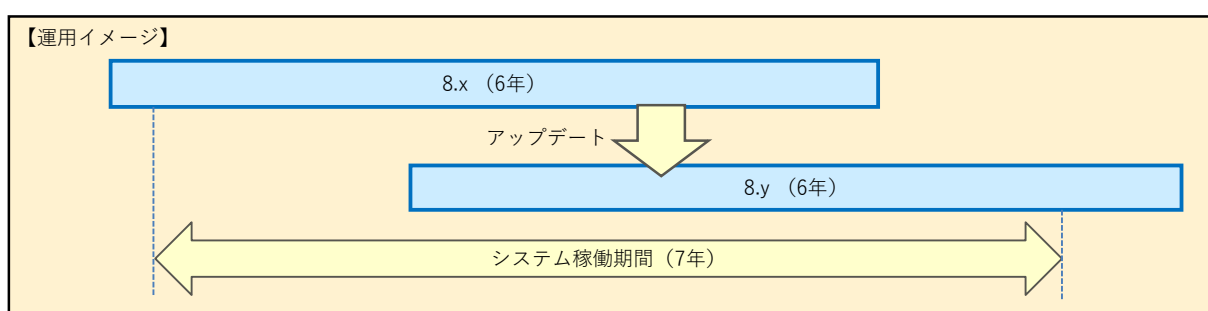 【運用イメージ】
8.x （6年）
アップデート
8.y （6年）
システム稼働期間（7年）